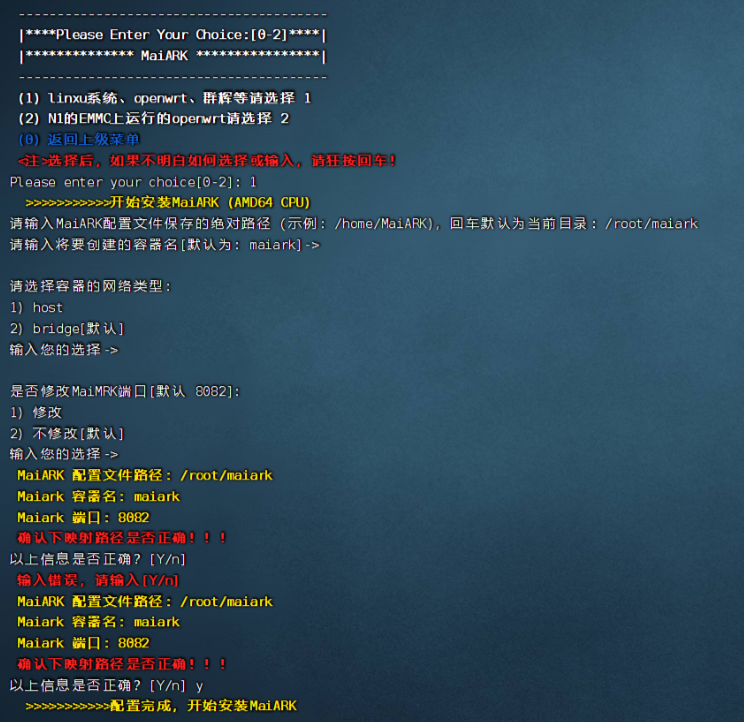 ----------------------------------------
|****Please Enter Your Choice:[0-2]****|
|************** MaiARK ****************|
----------------------------------------
(1) linxu系统、openwrt、群辉等请选择 1
(2) N1的EMMC上运行的openwrt请选择 2
(0) 返回上级菜单
<注>选择后，如果不明白如何选择或输入，请狂按回车！
Please enter your choice[0-2]: 1
>>>>>>>>>>>开始安装MaiARK (AMD64 CPU)
请输入MaiARK配置文件保存的绝对路径（示例：/home/MaiARK)，回车默认为当前目录：/root/maiark
请输入将要创建的容器名[默认为：maiark]->
请选择容器的网络类型：
1) host
2) bridge[默认]
输入您的选择->
是否修改MaiMRK端口[默认 8082]:
1) 修改
2) 不修改[默认]
输入您的选择->
MaiARK 配置文件路径：/root/maiark
Maiark 容器名：maiark
Maiark 端口：8082
确认下映射路径是否正确！！！
以上信息是否正确？[Y/n]
输入错误，请输入[Y/n]
MaiARK 配置文件路径：/root/maiark
Maiark 容器名：maiark
Maiark 端口：8082
确认下映射路径是否正确！！！
以上信息是否正确？[Y/n] y
>>>>>>>>>>>配置完成，开始安装MaiARK